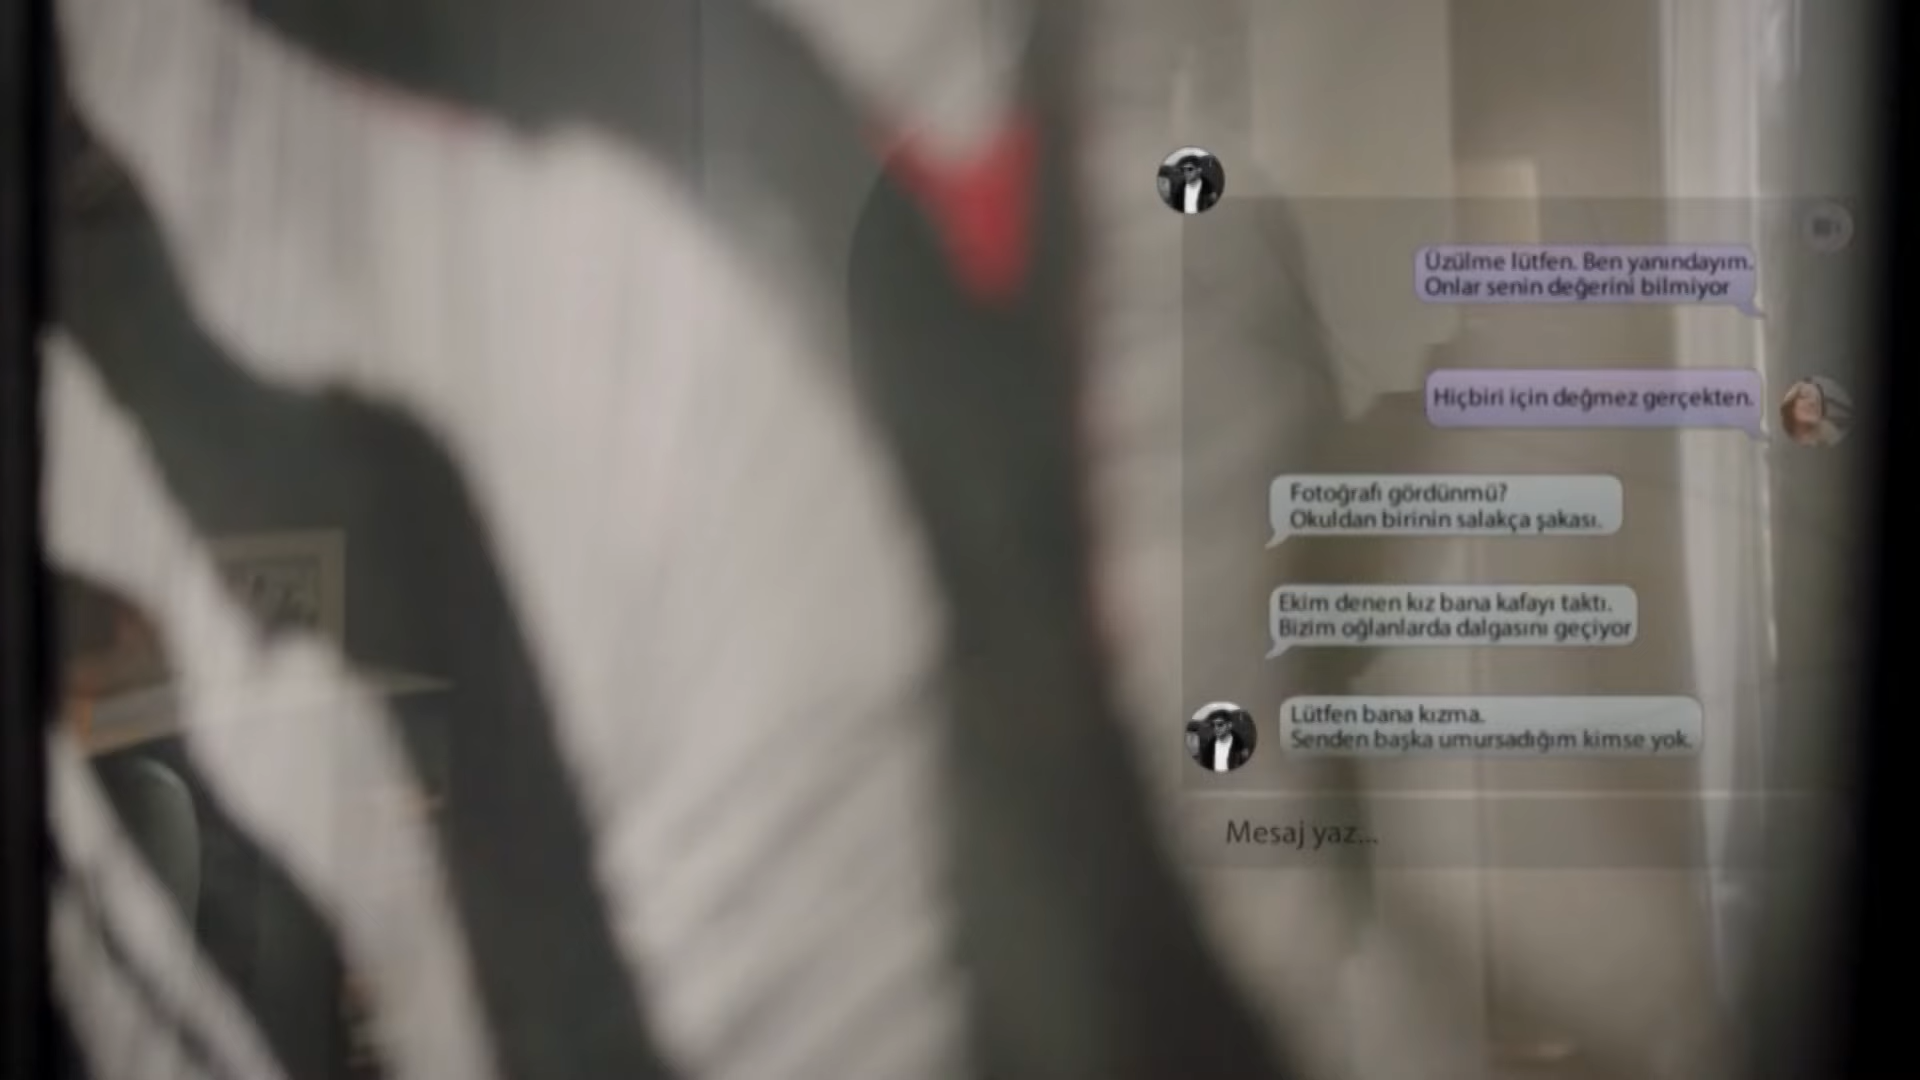 Üzülme lütfen. Ben yanındayım.
Onlar senin değerini bilmiyor
Hiçbiri için değmez gerçekten.
Fotoğrafı gördünmü?
Okuldan birinin salakça şakası.
Ekim denen kız bana kafayı taktı.
Bizim oğlanlarda dalgasını geçiyor
Lütfen bana kızma.
Senden başka umursadığım kimse yok.
Mesaj yaz...